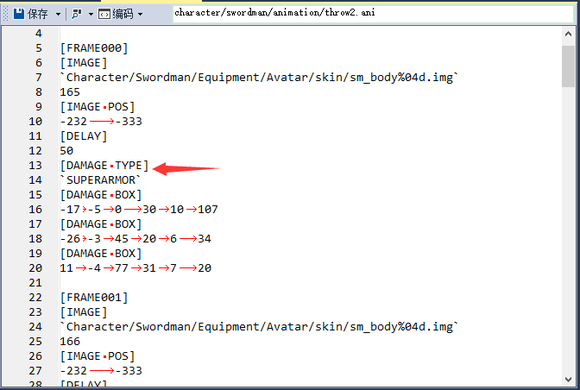 保存 编码 character/swordman/animation/throw2.ani
4
5 [FRAME000]
6 [IMAGE]
7 `Character/Swordman/Equipment/Avatar/skin/sm_body%04d.img`
8 165
9 [IMAGE·POS]
10 -232→-333
11 [DELAY]
12 50
13 [DAMAGE·TYPE]
14 `SUPERARMOR`
15 [DAMAGE·BOX]
16 -17→-5→0→30→10→107
17 [DAMAGE·BOX]
18 -26→-3→45→20→6→34
19 [DAMAGE·BOX]
20 11→-4→77→31→7→20
21
22 [FRAME001]
23 [IMAGE]
24 `Character/Swordman/Equipment/Avatar/skin/sm_body%04d.img`
25 166
26 [IMAGE·POS]
27 -232→-333
28 [DELAY]